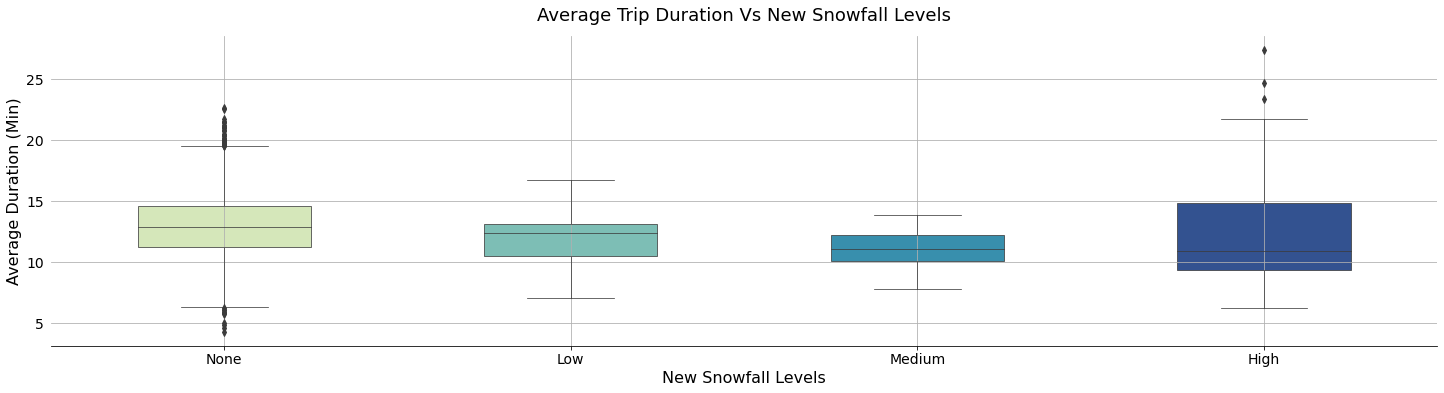 Average Trip Duration Vs New Snowfall Levels
Average Duration (Min)
25
20
15
10
5
None Low Medium High
New Snowfall Levels